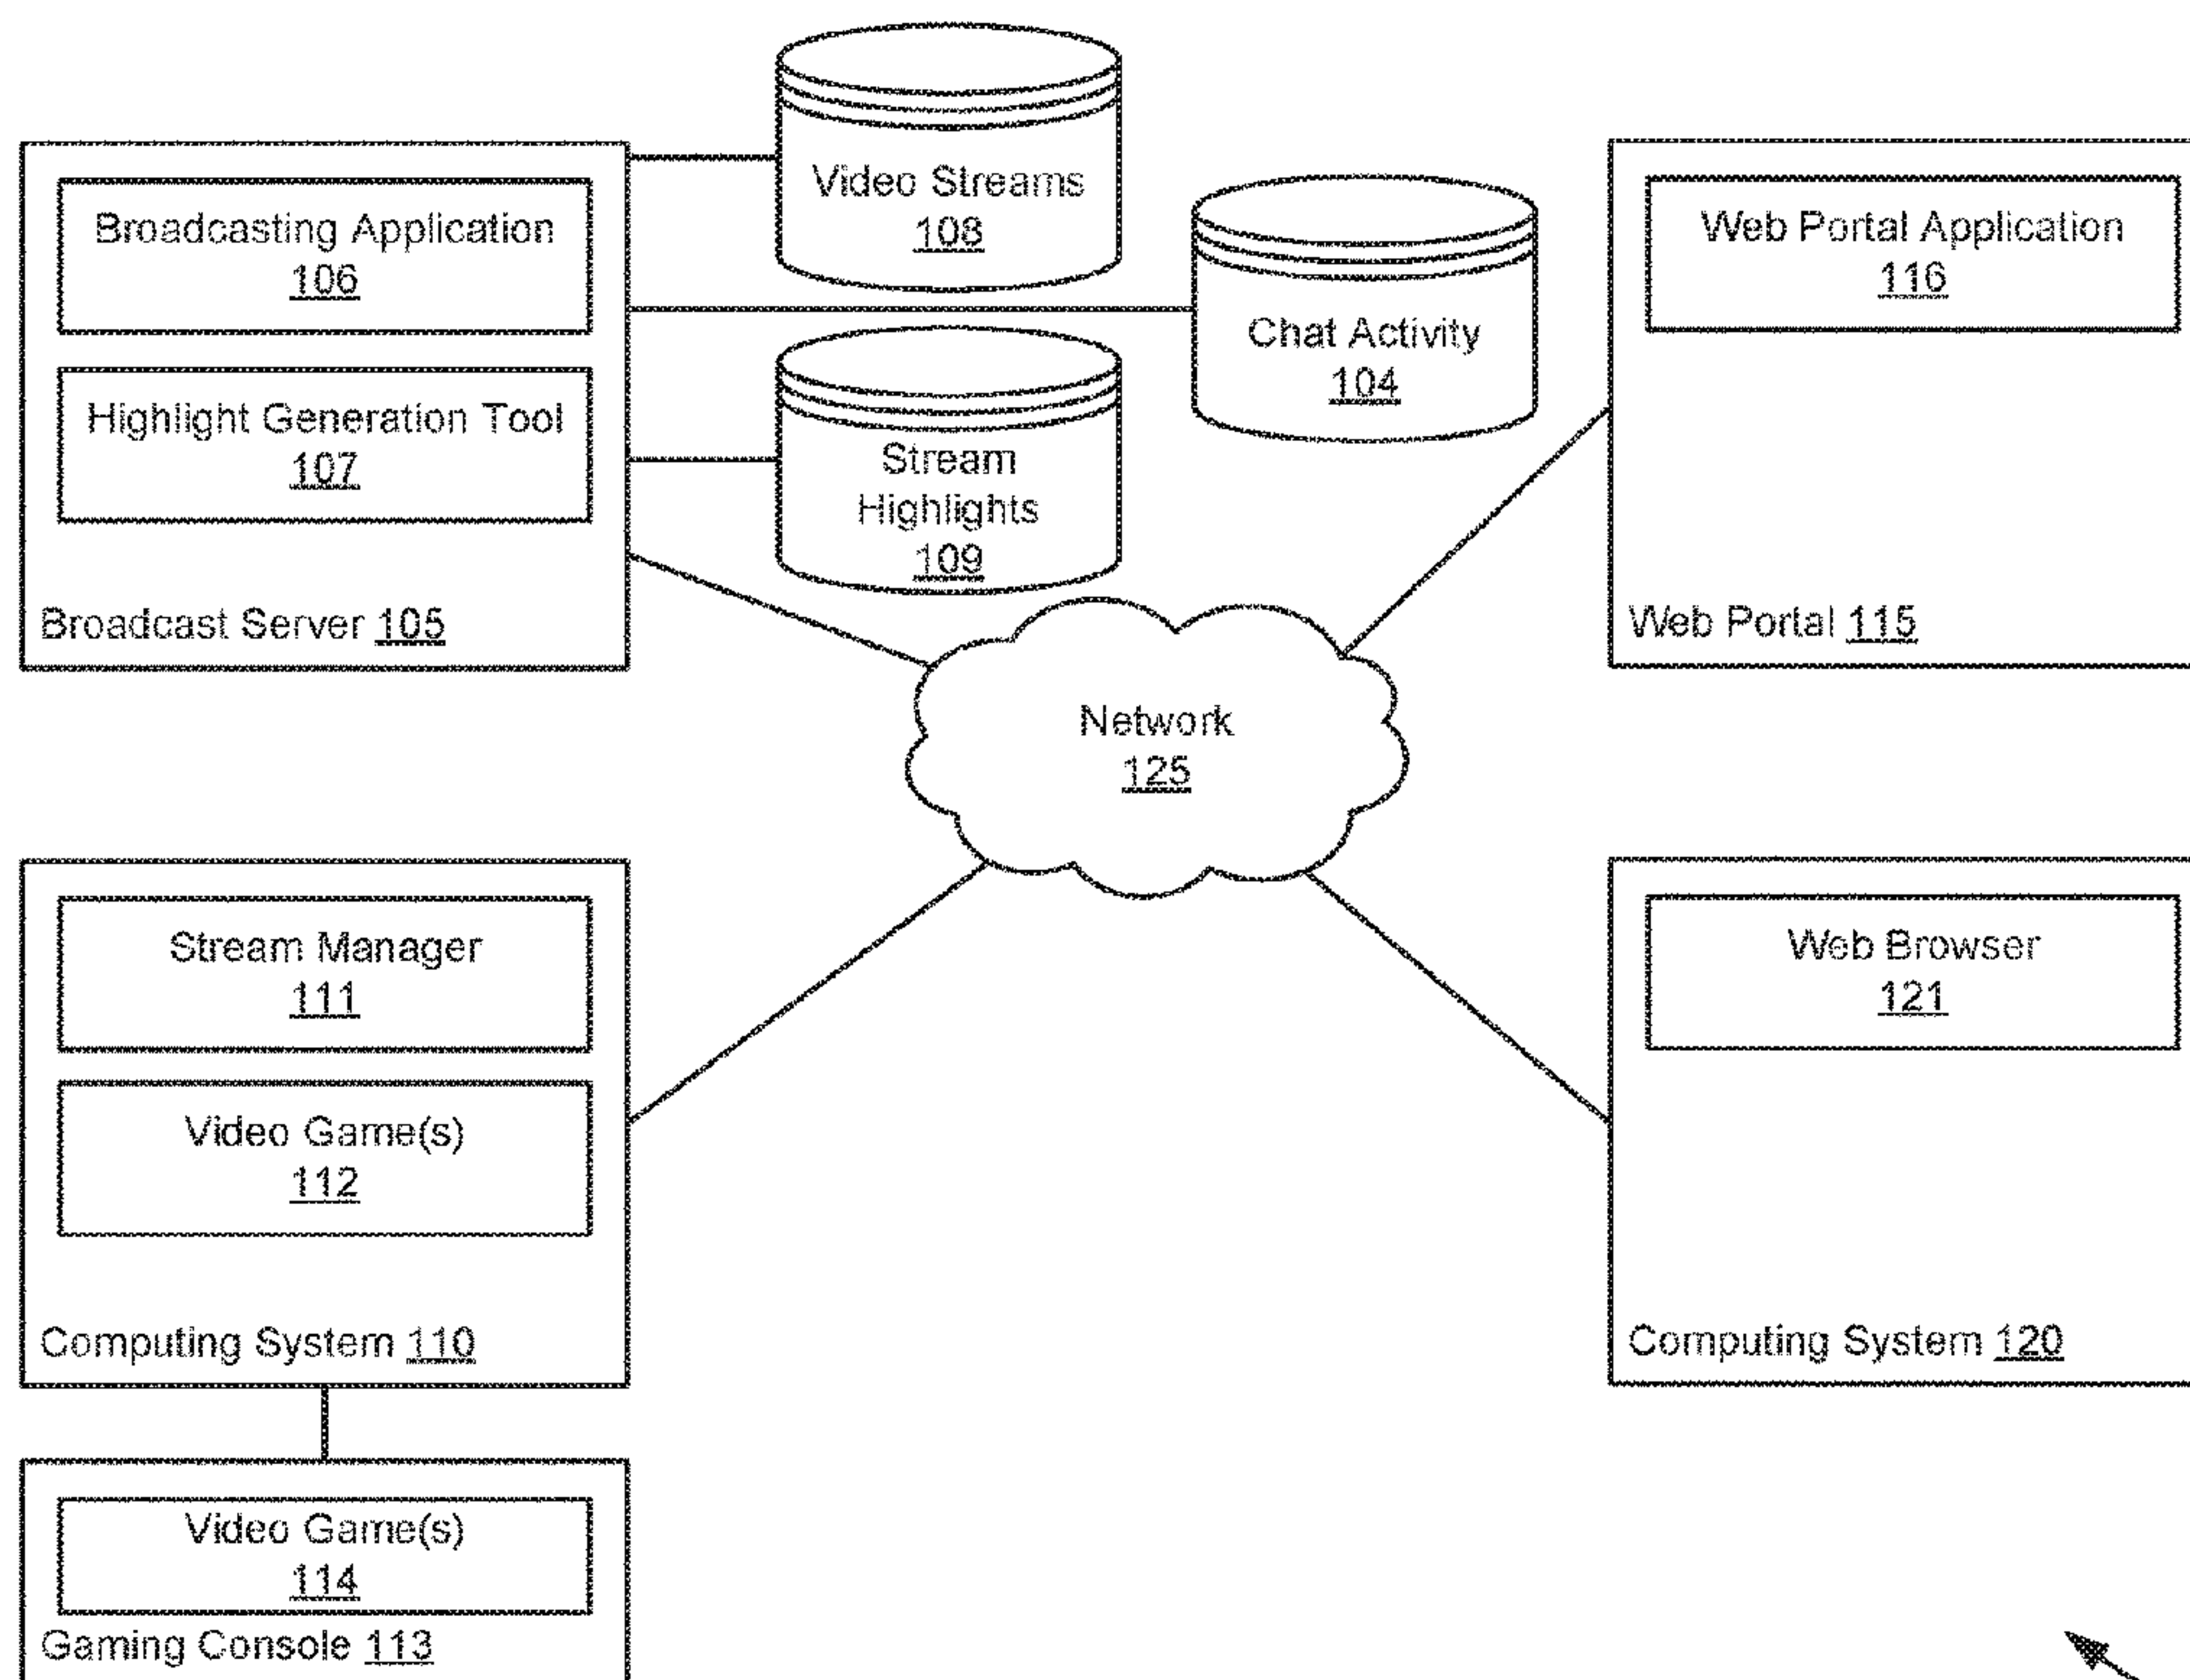 Video Streams
108
Broadcasting Application
106
Chat Activity
104
Web Portal Application
116
Highlight Generation Tool
107
Stream
Highlights
109
Broadcast Server 105
Web Portal 115
Network
125
Stream Manager
111
Web Browser
121
Video Game(s)
112
Computing System 110
Computing System 120
Video Game(s)
114
Gaming Console 113